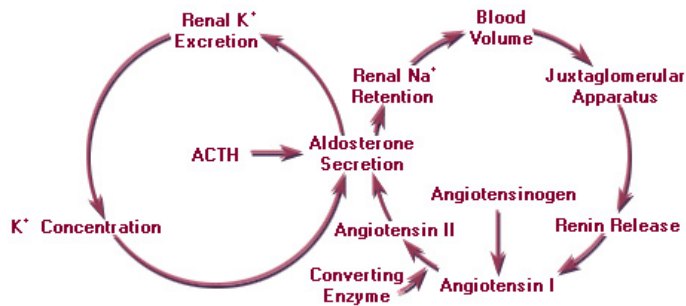 Renal K⁺
Excretion
Blood
Volume
Renal Na⁺
Retention
Juxtaglomerular
Apparatus
ACTH
Aldosterone
Secretion
Angiotensinogen
K⁺ Concentration
Angiotensin II
Renin Release
Converting
Enzyme
Angiotensin I